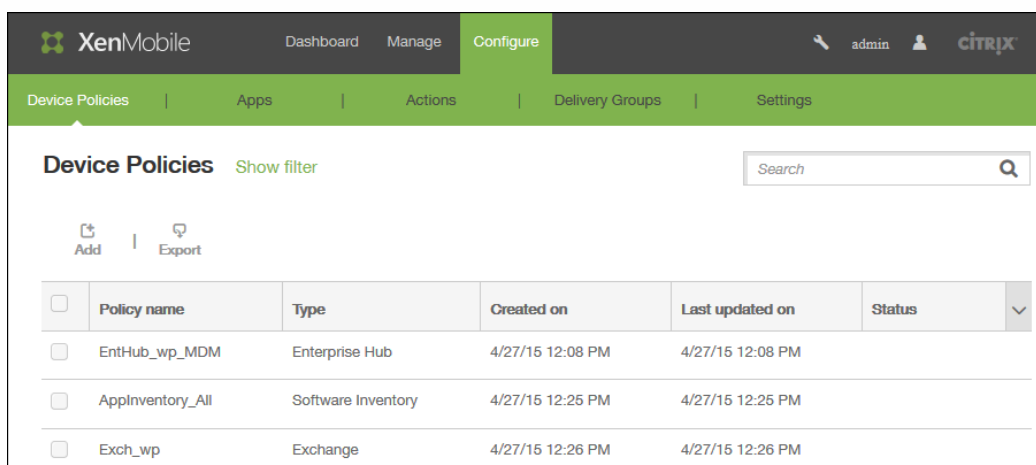 XenMobile Dashboard Manage Configure admin CITRIX
Device Policies | Apps | Actions | Delivery Groups | Settings
Device Policies Show filter Search
Add | Export
Policy name Type Created on Last updated on Status
EntHub_wp_MDM Enterprise Hub 4/27/15 12:08 PM 4/27/15 12:08 PM
AppInventory_All Software Inventory 4/27/15 12:25 PM 4/27/15 12:25 PM
Exch_wp Exchange 4/27/15 12:26 PM 4/27/15 12:26 PM